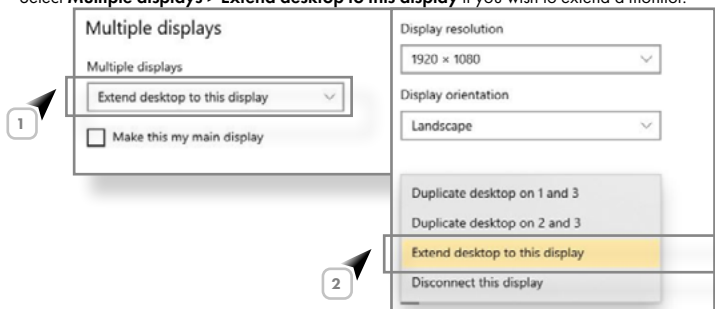 Select Multiple displays > Extend desktop to this display if you wish to extend a monitor.
Multiple displays
Multiple displays
Extend desktop to this display
Make this my main display
1
Display resolution
1920 × 1080
Display orientation
Landscape
Duplicate desktop on 1 and 3
Duplicate desktop on 2 and 3
Extend desktop to this display
Disconnect this display
2